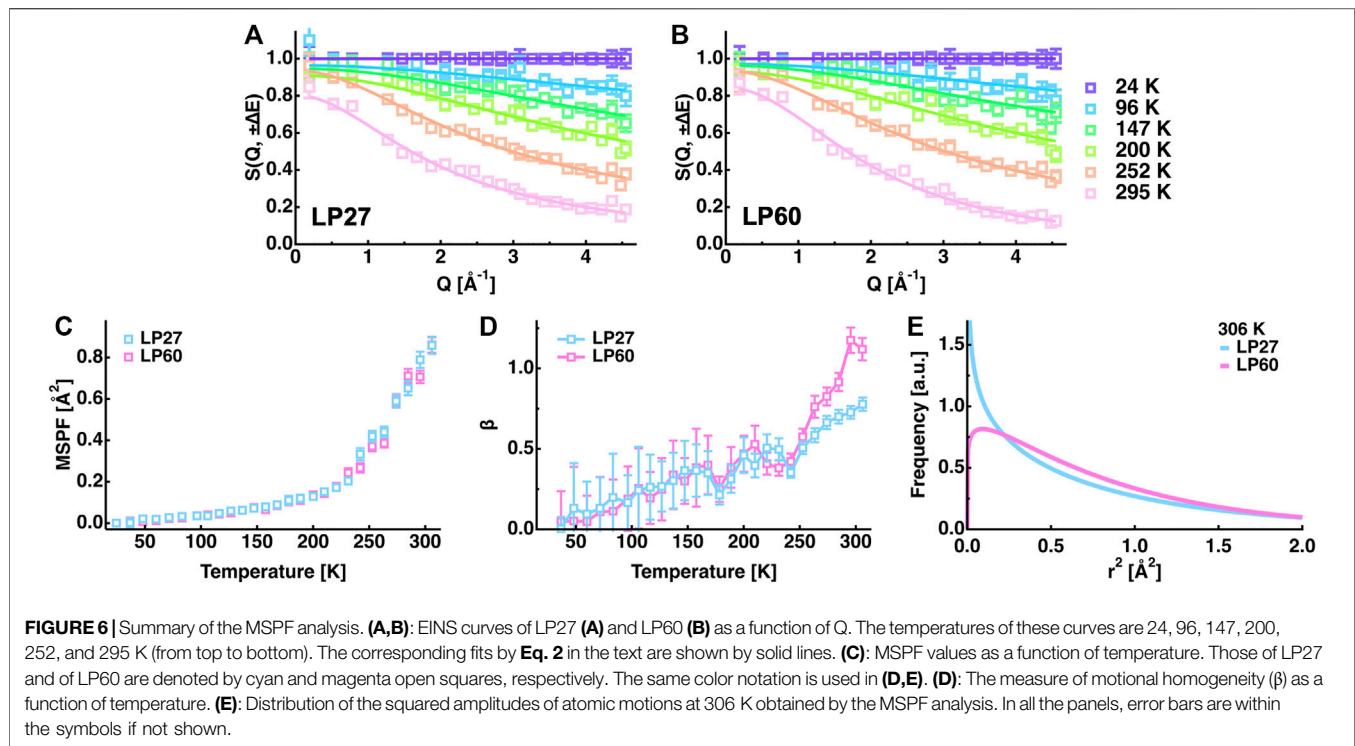 A
S(Q, ±ΔE)
1.0
0.8
0.6
0.4
0.2
0.0
LP27
0 1 2 3 4
Q [Å⁻¹]
B
S(Q, ±ΔE)
1.0
0.8
0.6
0.4
0.2
0.0
LP60
0 1 2 3 4
Q [Å⁻¹]
24 K
96 K
147 K
200 K
252 K
295 K
C
LP27
LP60
MSPF [Å²]
0.8
0.6
0.4
0.2
0.0
50 100 150 200 250 300
Temperature [K]
D
LP27
LP60
β
1.0
0.5
0.0
50 100 150 200 250 300
Temperature [K]
E
306 K
LP27
LP60
Frequency [a.u.]
1.5
1.0
0.75
0.5
0.0
0.0 0.5 1.0 1.5 2.0
r² [Å²]
FIGURE 6 | Summary of the MSPF analysis. (A,B): EINS curves of LP27 (A) and LP60 (B) as a function of Q. The temperatures of these curves are 24, 96, 147, 200,
252, and 295 K (from top to bottom). The corresponding fits by Eq. 2 in the text are shown by solid lines. (C): MSPF values as a function of temperature. Those of LP27
and of LP60 are denoted by cyan and magenta open squares, respectively. The same color notation is used in (D,E). (D): The measure of motional homogeneity (β) as a
function of temperature. (E): Distribution of the squared amplitudes of atomic motions at 306 K obtained by the MSPF analysis. In all the panels, error bars are within
the symbols if not shown.